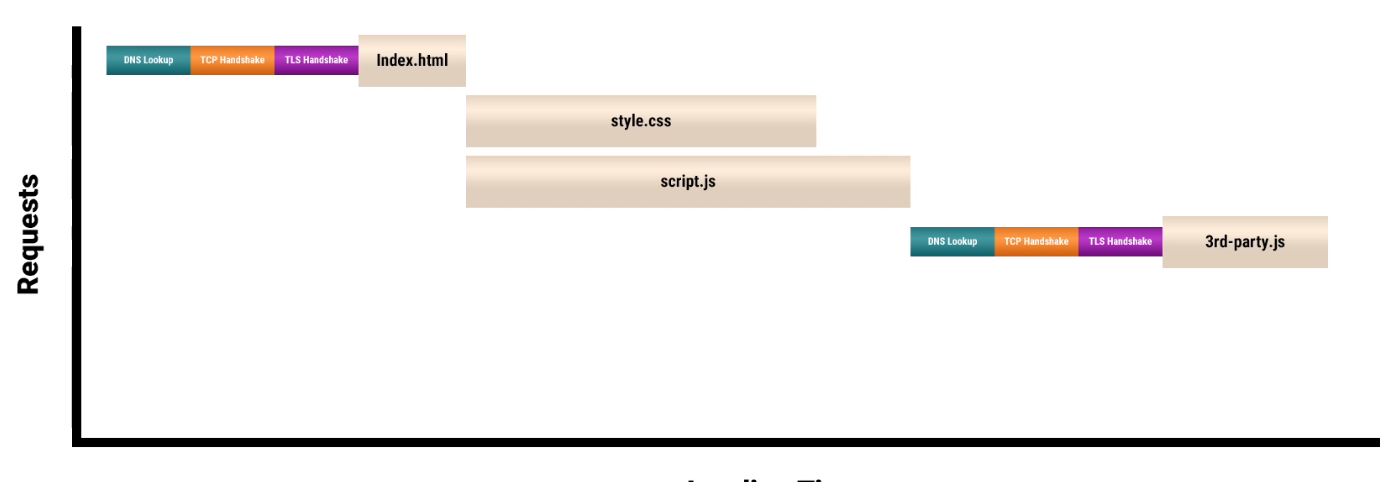 DNS Lookup TCP Handshake TLS Handshake Index.html
style.css
script.js
DNS Lookup TCP Handshake TLS Handshake 3rd-party.js
Requests